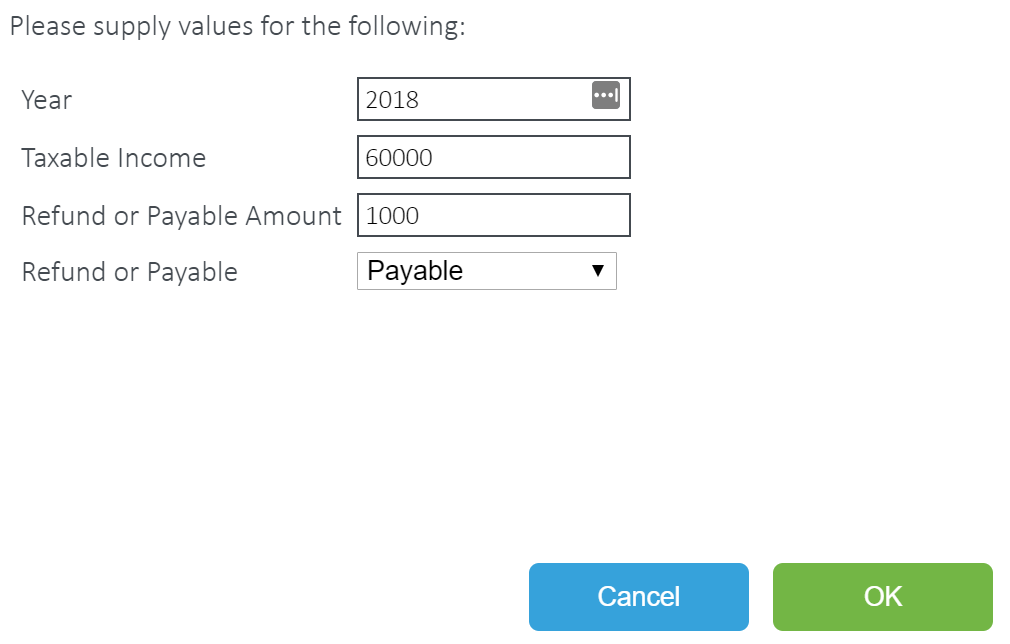 Please supply values for the following:
Year 2018
Taxable Income 60000
Refund or Payable Amount 1000
Refund or Payable Payable
Cancel OK